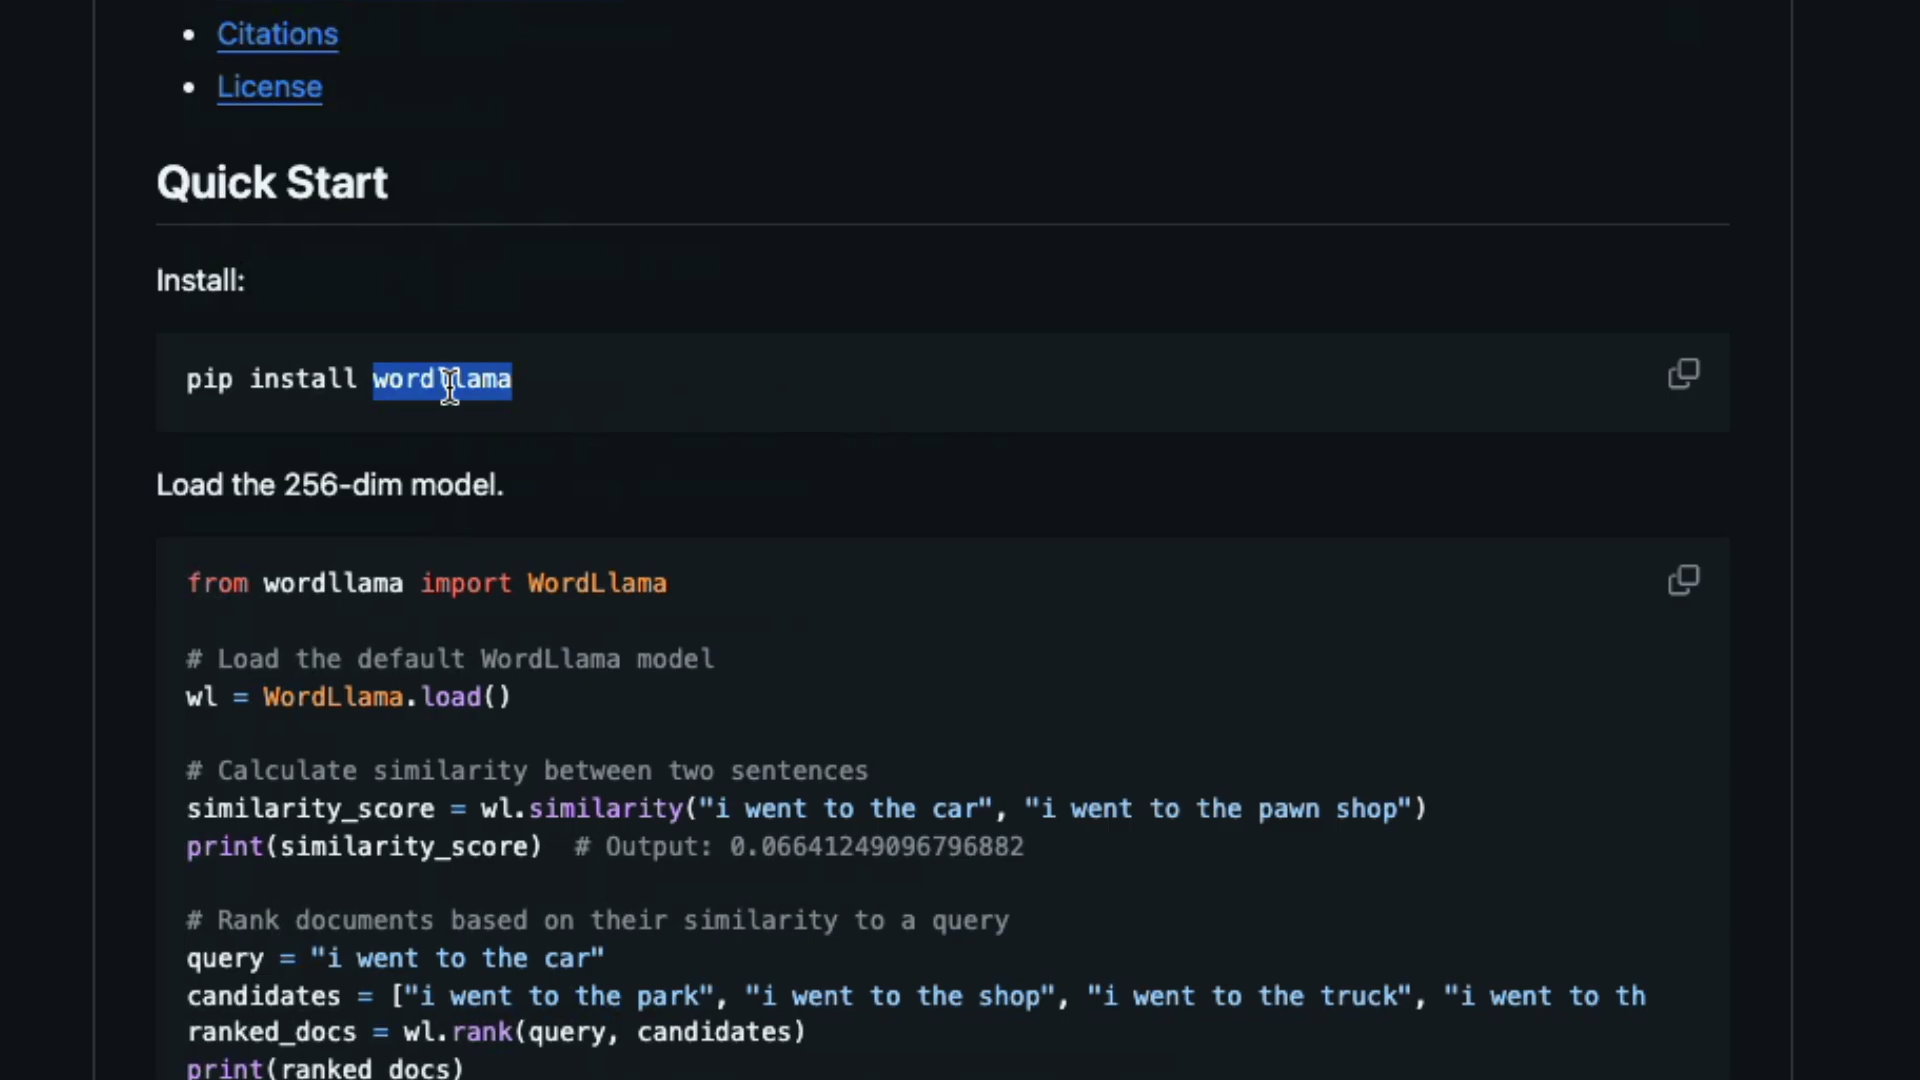 Citations
License
Quick Start
Install:
pip install wordllama
Load the 256-dim model.
from wordllama import WordLlama
# Load the default WordLlama model
wl = WordLlama.load()
# Calculate similarity between two sentences
similarity_score = wl.similarity("i went to the car", "i went to the pawn shop")
print(similarity_score)  # Output: 0.06641249096796882
# Rank documents based on their similarity to a query
query = "i went to the car"
candidates = ["i went to the park", "i went to the shop", "i went to the truck", "i went to th
ranked_docs = wl.rank(query, candidates)
print(ranked_docs)